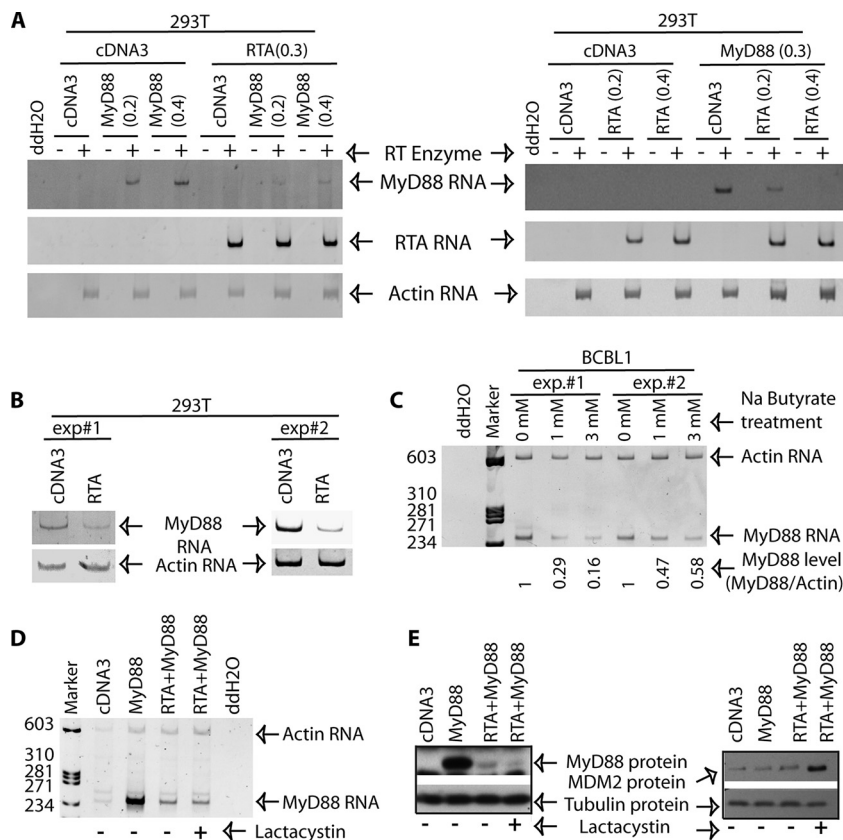 A
293T
cDNA3 RTA(0.3)
ddH2O cDNA3 MyD88 (0.2) MyD88 (0.4) cDNA3 MyD88 (0.2) MyD88 (0.4)
- + - + - + - + - + - +
293T
cDNA3 MyD88 (0.3)
ddH2O cDNA3 RTA (0.2) RTA (0.4) cDNA3 RTA (0.2) RTA (0.4)
- + - + - + - + - + - +
RT Enzyme
MyD88 RNA
RTA RNA
Actin RNA
B
293T
exp#1 exp#2
cDNA3 RTA cDNA3 RTA
MyD88
RNA
Actin RNA
C
BCBL1
exp.#1 exp.#2
ddH2O Marker 0 mM 1 mM 3 mM 0 mM 1 mM 3 mM
Na Butyrate
treatment
603
310
281
271
234
Actin RNA
MyD88 RNA
1 0.29 0.16 1 0.47 0.58
MyD88 level
(MyD88/Actin)
D
Marker cDNA3 MyD88 RTA+MyD88 RTA+MyD88 ddH2O
603
310
281
271
234
Actin RNA
MyD88 RNA
- - - + Lactacystin
E
cDNA3 MyD88 RTA+MyD88 RTA+MyD88
cDNA3 MyD88 RTA+MyD88 RTA+MyD88
MyD88 protein
MDM2 protein
Tubulin protein
- - - + Lactacystin - - - +